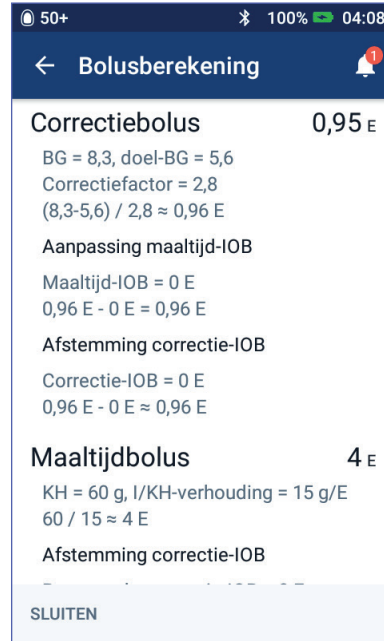 50+ 100% 04:08
Bolusberekening 1
Correctiebolus 0,95 E
BG = 8,3, doel-BG = 5,6
Correctiefactor = 2,8
(8,3-5,6) / 2,8 ≈ 0,96 E
Aanpassing maaltijd-IOB
Maaltijd-IOB = 0 E
0,96 E - 0 E = 0,96 E
Afstemming correctie-IOB
Correctie-IOB = 0 E
0,96 E - 0 E ≈ 0,96 E
Maaltijdbolus 4 E
KH = 60 g, I/KH-verhouding = 15 g/E
60 / 15 ≈ 4 E
Afstemming correctie-IOB
SLUITEN